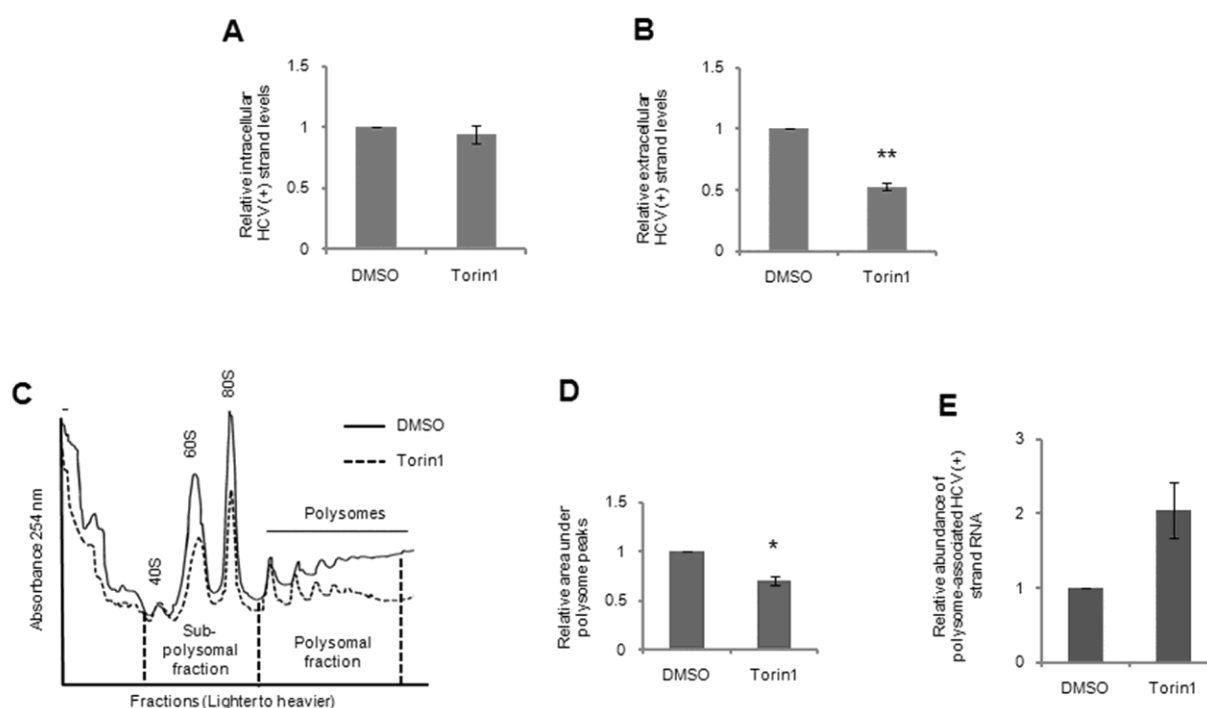 A
Relative intracellular
HCV (+) strand levels
1.5
1
0.5
0
DMSO
Torin1
B
Relative extracellular
HCV (+) strand levels
1.5
1
**
0.5
0
DMSO
Torin1
C
Absorbance 254 nm
40S
60S
80S
DMSO
Torin1
Polysomes
Sub-
polysomal
fraction
Polysomal
fraction
Fractions (Lighter to heavier)
D
Relative area under
polysome peaks
1.5
1
*
0.5
0
DMSO
Torin1
E
Relative abundance of
polysome-associated HCV (+)
strand RNA
3
2
1
0
DMSO
Torin1